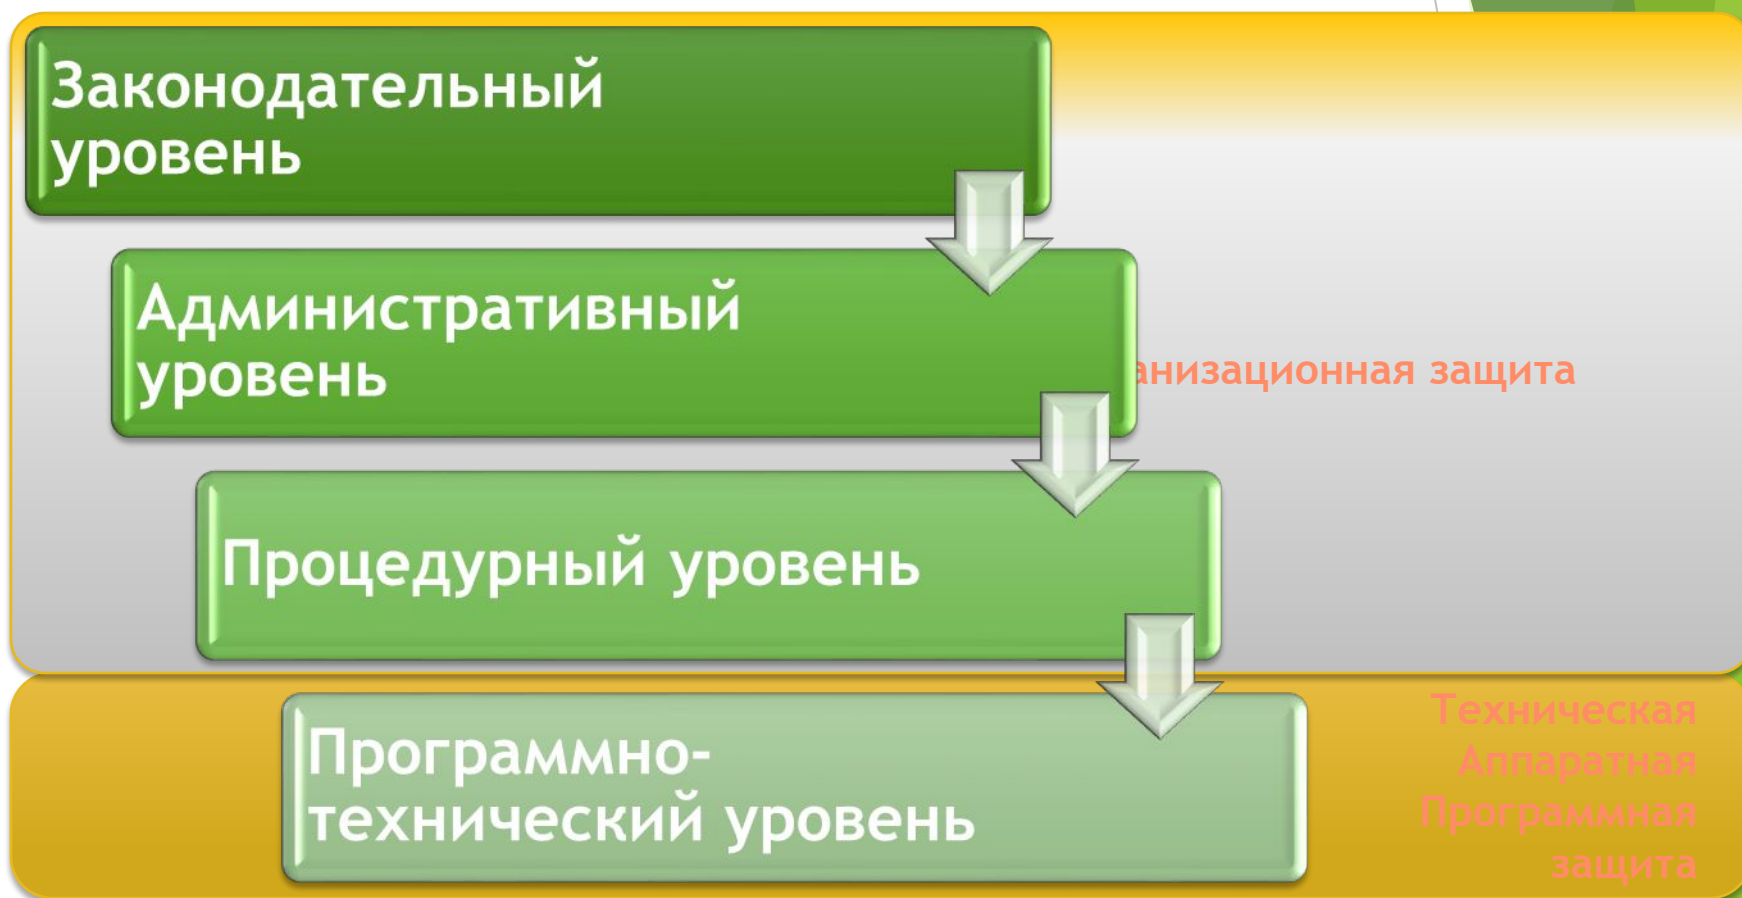 Законодательный
уровень
Административный
уровень
анизационная защита
Процедурный уровень
Программно-
технический уровень
Техническая
Аппаратная
Программная
защита